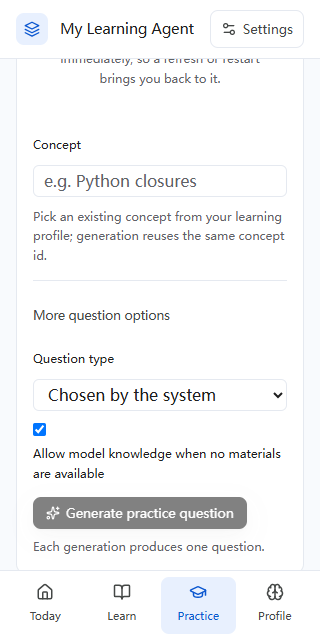 My Learning Agent
Settings
immediately, so a refresh or restart
brings you back to it.
Concept
e.g. Python closures
Pick an existing concept from your learning
profile; generation reuses the same concept
id.
More question options
Question type
Chosen by the system
Allow model knowledge when no materials
are available
Generate practice question
Each generation produces one question.
Today
Learn
Practice
Profile